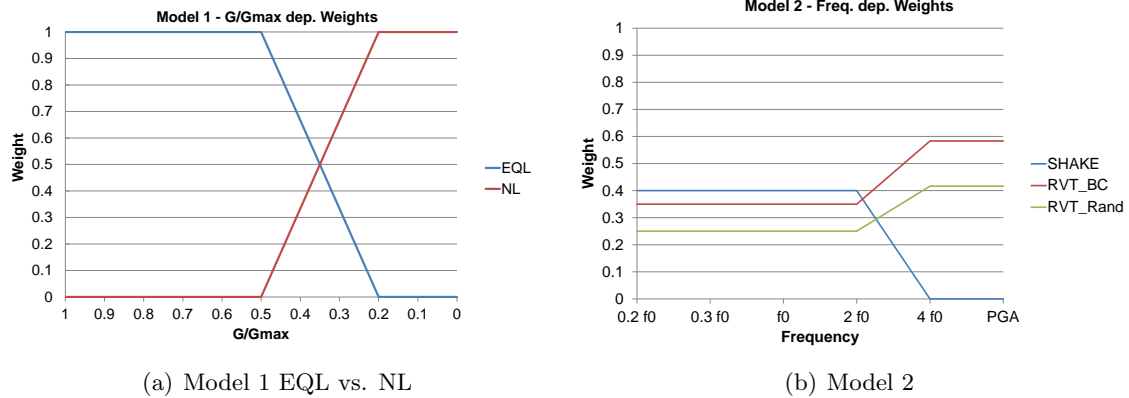 Model 1 - G/Gmax dep. Weights
1
0.9
0.8
0.7
0.6
0.5
0.4
0.3
0.2
0.1
0
Weight
1 0.9 0.8 0.7 0.6 0.5 0.4 0.3 0.2 0.1 0
G/Gmax
EQL
NL
(a) Model 1 EQL vs. NL
Model 2 - Freq. dep. Weights
1
0.9
0.8
0.7
0.6
0.5
0.4
0.3
0.2
0.1
0
Weight
0.2 f0 0.3 f0 f0 2 f0 4 f0 PGA
Frequency
SHAKE
RVT_BC
RVT_Rand
(b) Model 2